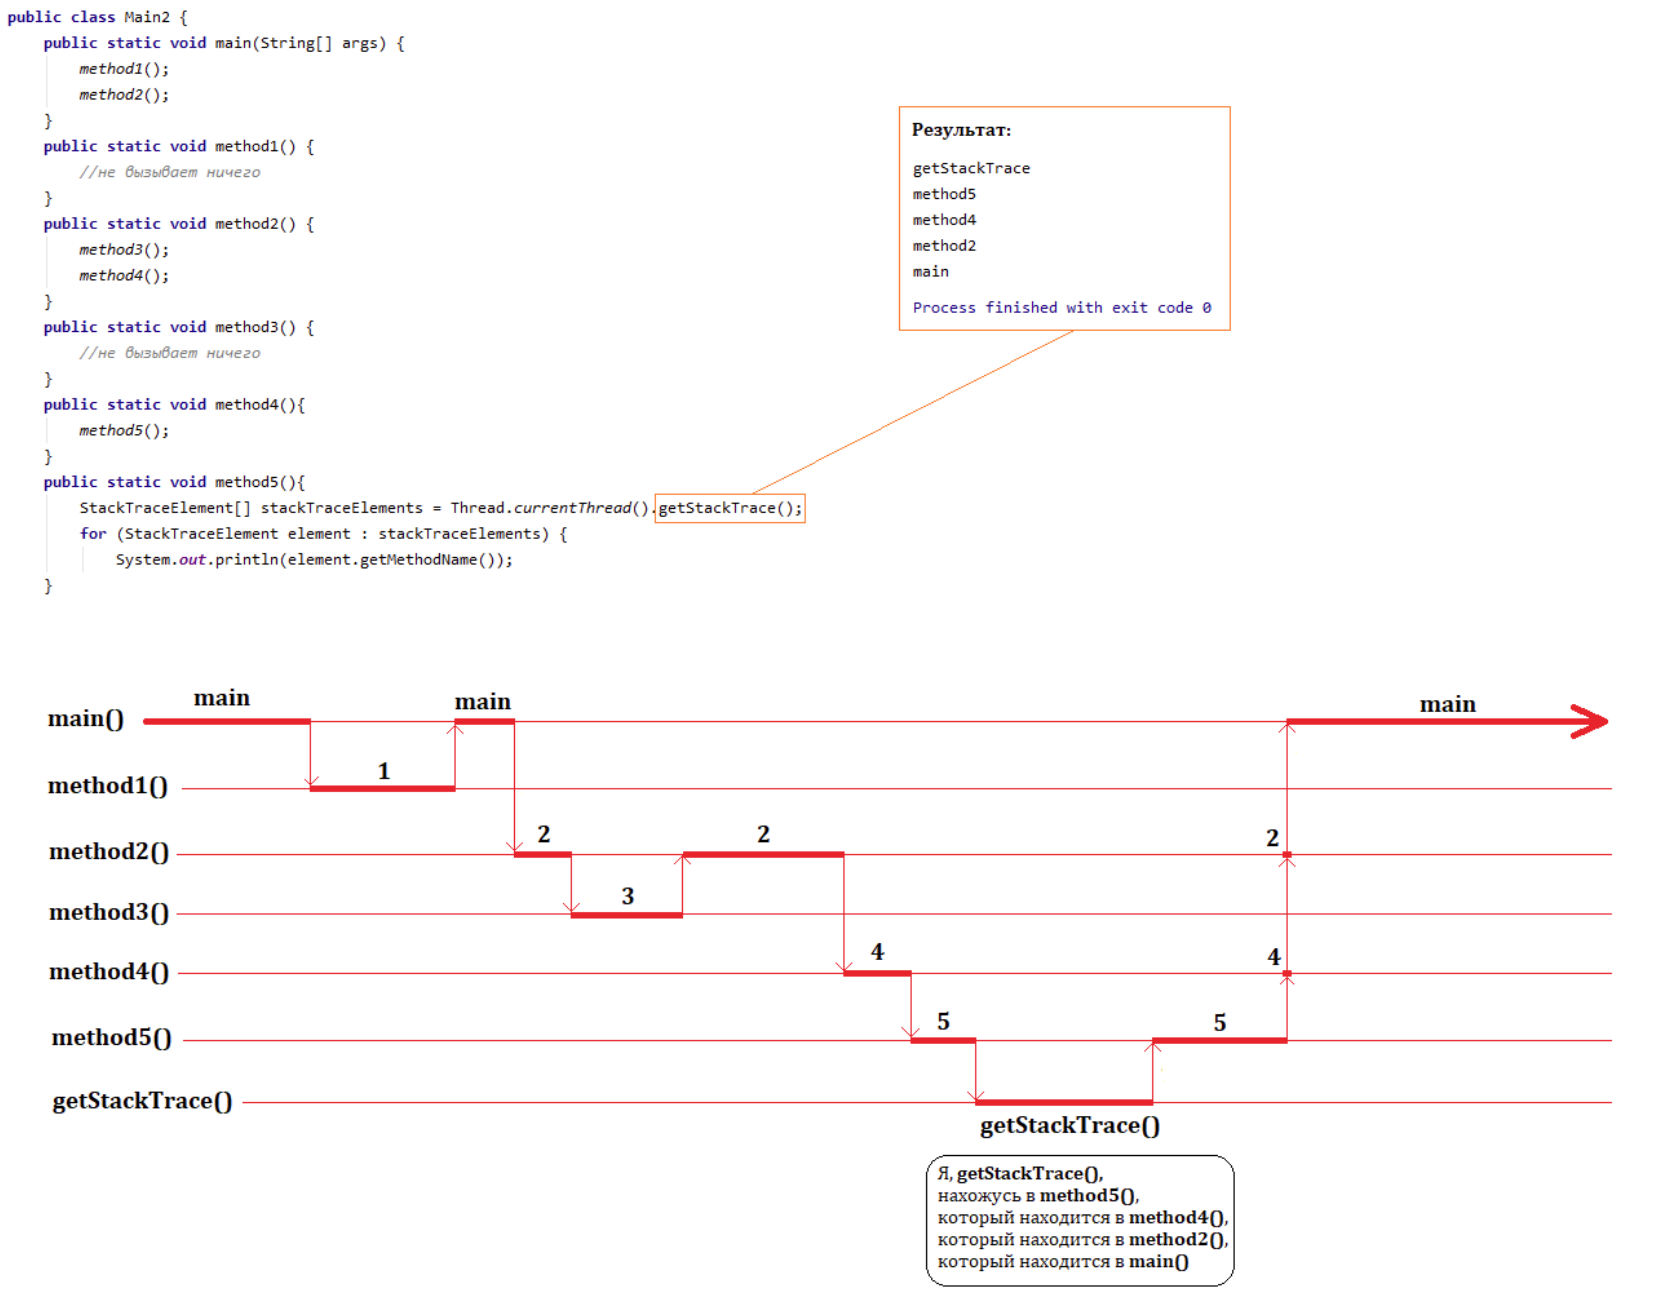 public class Main2 {
public static void main(String[] args) {
method1();
method2();
}
public static void method1() {
//не вызывает ничего
}
public static void method2() {
method3();
method4();
}
public static void method3() {
//не вызывает ничего
}
public static void method4(){
method5();
}
public static void method5(){
StackTraceElement[] stackTraceElements = Thread.currentThread().getStackTrace();
for (StackTraceElement element : stackTraceElements) {
System.out.println(element.getMethodName());
}
Результат:
getStackTrace
method5
method4
method2
main
Process finished with exit code 0
main main main
main()
1
method1()
2 2 2
method2()
3
method3()
4 4
method4()
5 5
method5()
getStackTrace()
getStackTrace()
Я, getStackTrace(),
нахожусь в method5(),
который находится в method4(),
который находится в method2(),
который находится в main()